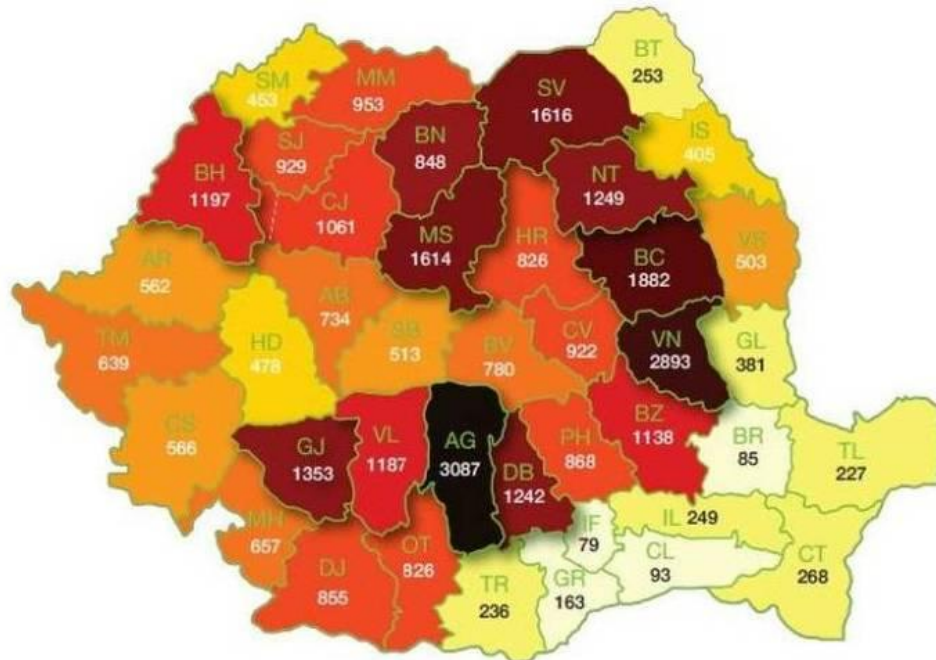 BT
253
SM
453
MM
953
SV
1616
IS
405
BN
848
SJ
929
BH
1197
NT
1249
CJ
1061
MS
1614
HR
826
BC
1882
VS
503
AR
562
AB
734
SB
513
BV
780
CV
922
VN
2893
GL
381
TM
639
HD
478
CS
566
GJ
1353
VL
1187
AG
3087
DB
1242
PH
868
BZ
1138
BR
85
TL
227
MH
657
OT
826
IF
79
IL 249
CL
93
CT
268
DJ
855
TR
236
GR
163